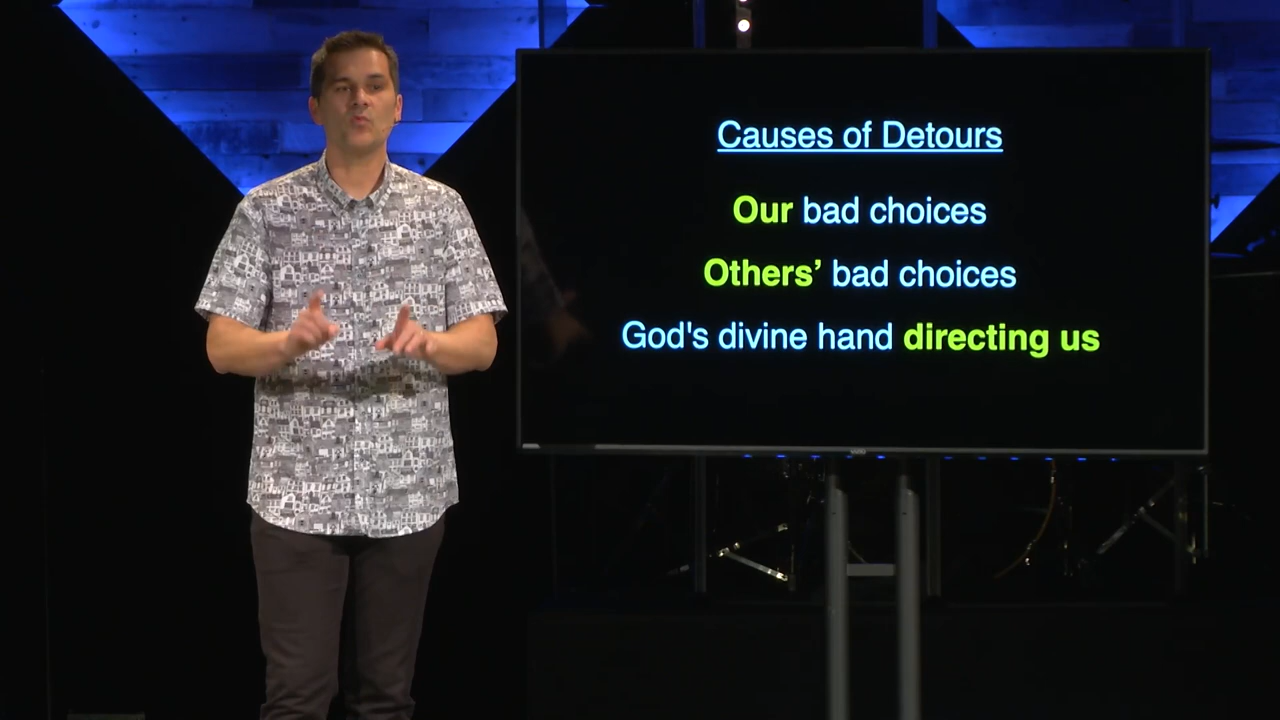 Causes of Detours
Our bad choices
Others’ bad choices
God's divine hand directing us